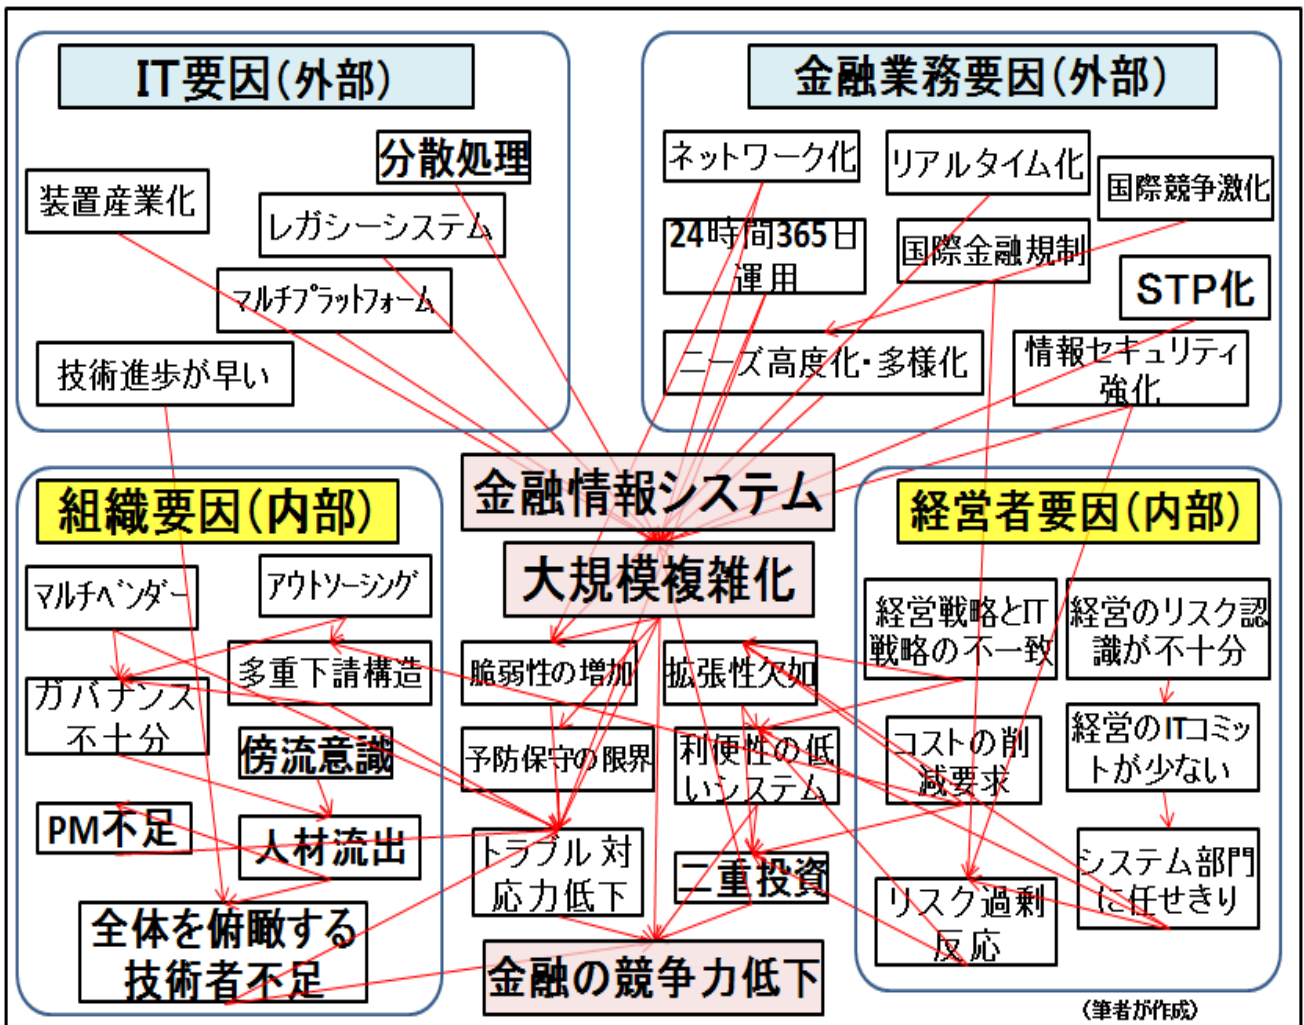 IT要因(外部)
分散処理
装置産業化
レガシーシステム
マルチプラットフォーム
技術進歩が早い
金融業務要因(外部)
ネットワーク化
リアルタイム化
国際競争激化
24時間365日
運用
国際金融規制
STP化
ニーズ高度化・多様化
情報セキュリティ
強化
金融情報システム
大規模複雑化
組織要因(内部)
マルチベンダー
アウトソーシング
多重下請構造
ガバナンス
不十分
傍流意識
PM不足
人材流出
全体を俯瞰する
技術者不足
脆弱性の増加
拡張性欠如
予防保守の限界
利便性の低
いシステム
トラブル対
応力低下
二重投資
金融の競争力低下
経営者要因(内部)
経営戦略とIT
戦略の不一致
経営のリスク認
識が不十分
コストの削
減要求
経営のITコミッ
トが少ない
リスク過剰
反応
システム部門
に任せきり
(筆者が作成)